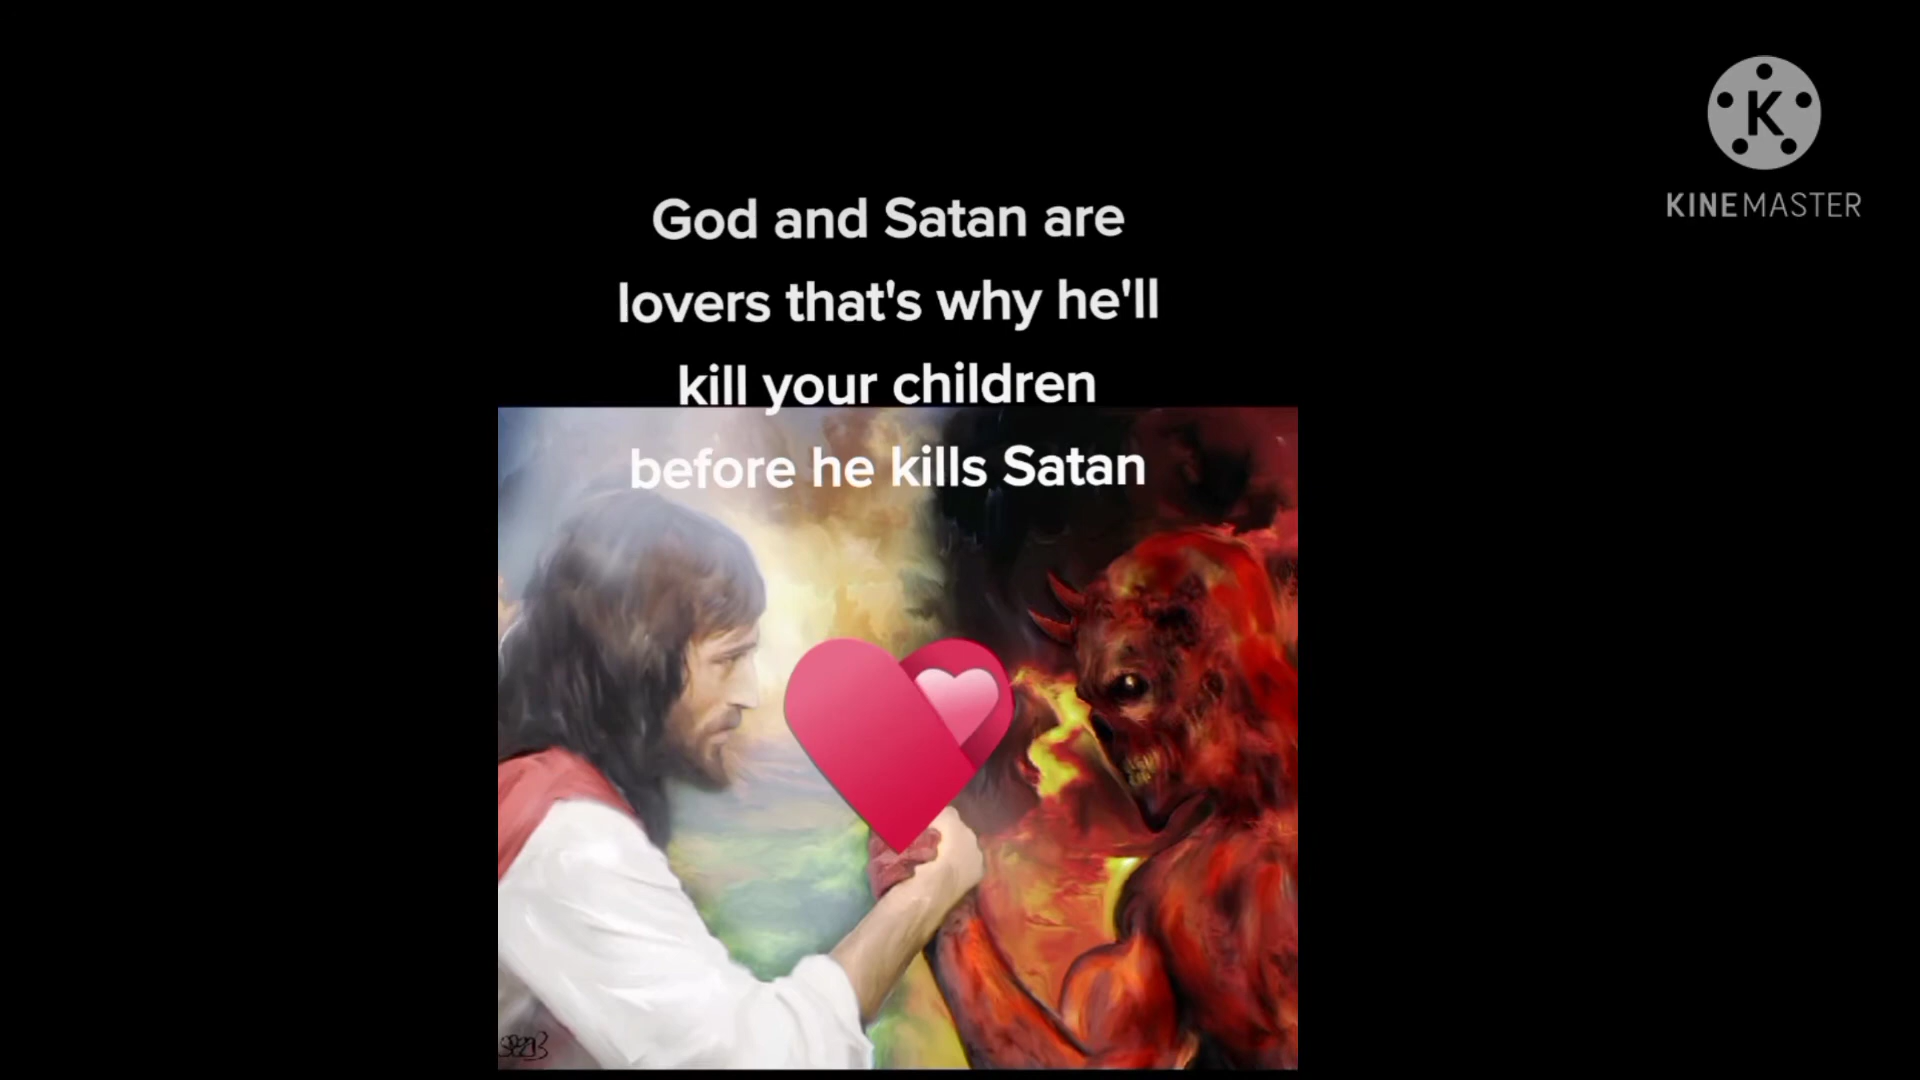 K
KINEMASTER
God and Satan are
lovers that's why he'll
kill your children
before he kills Satan